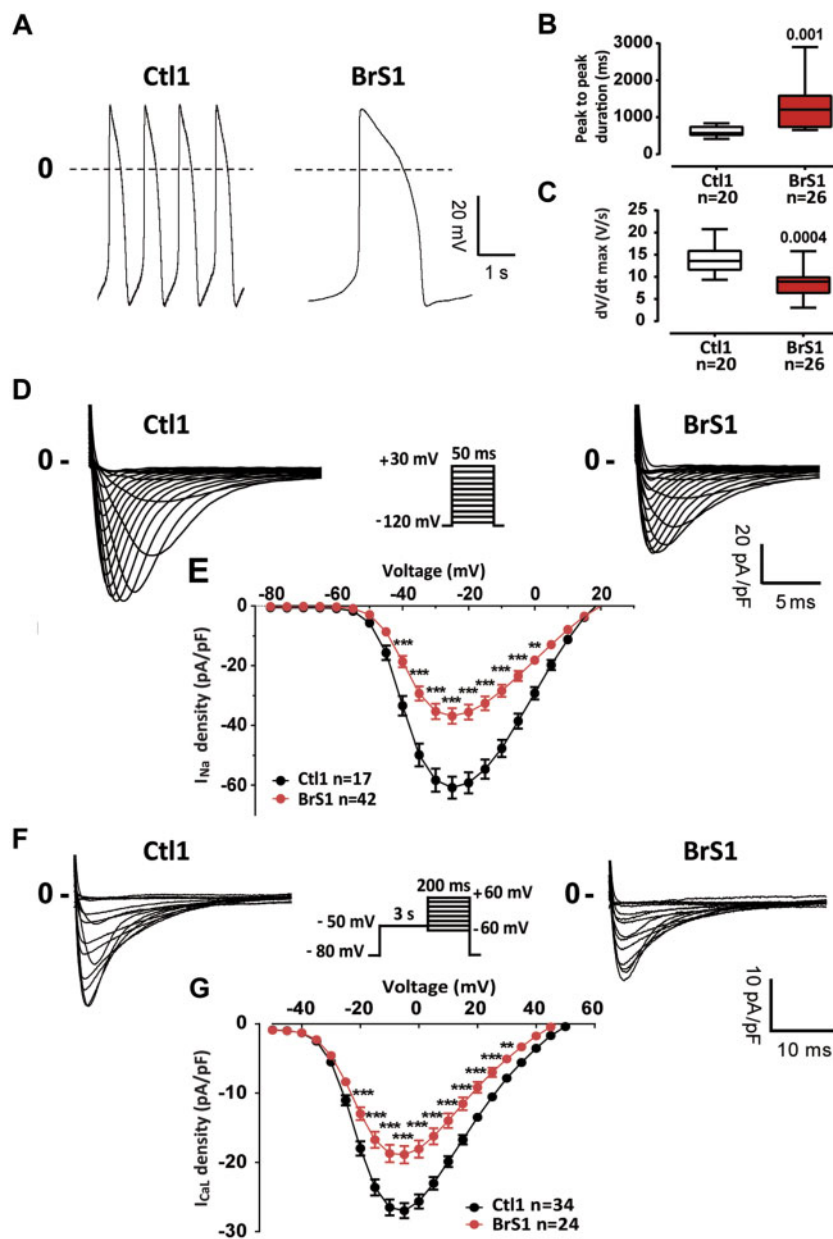 A
Ctl1
BrS1
0
20 mV
1 s
B
Peak to peak
duration (ms)
3000
2000
1000
0
0.001
Ctl1
n=20
BrS1
n=26
C
dV/dt max (V/s)
25
20
15
10
5
0
0.0004
Ctl1
n=20
BrS1
n=26
D
Ctl1
BrS1
0 -
+30 mV
50 ms
-120 mV
0 -
20 pA/pF
5 ms
E
Voltage (mV)
-80 -60 -40 -20 0 20
0
-20
-40
-60
INa density (pA/pF)
*** *** *** *** *** *** *** *** **
Ctl1 n=17
BrS1 n=42
F
Ctl1
BrS1
0 -
200 ms
+60 mV
3 s
-50 mV
-60 mV
-80 mV
0 -
10 pA/pF
10 ms
G
Voltage (mV)
-40 -20 0 20 40 60
0
-10
-20
-30
ICaL density (pA/pF)
*** *** *** *** *** *** *** *** *** *** **
Ctl1 n=34
BrS1 n=24